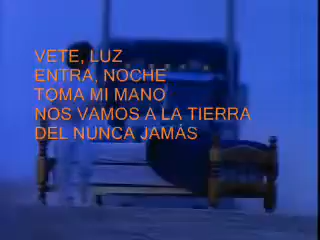 VETE, LUZ
ENTRA, NOCHE
TOMA MI MANO
NOS VAMOS A LA TIERRA
DEL NUNCA JAMÁS